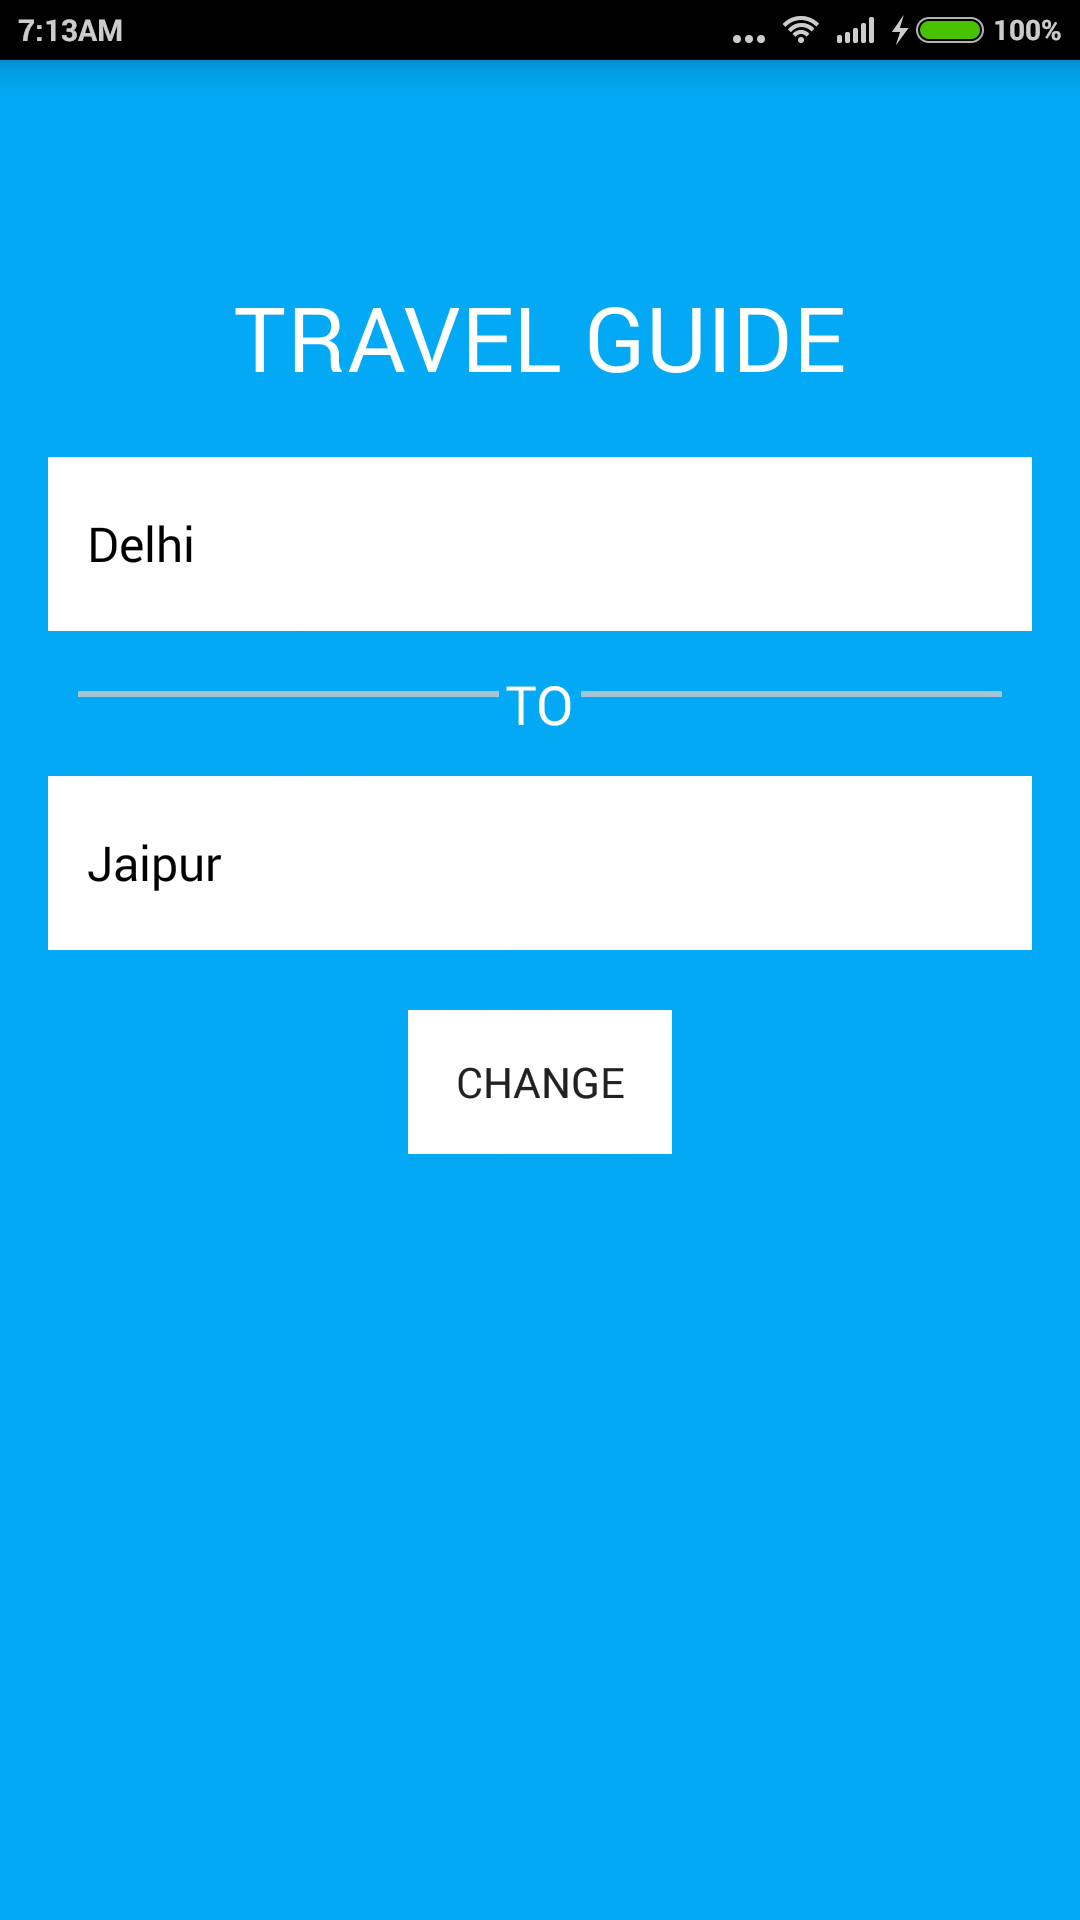 7:13AM
100%
TRAVEL GUIDE
Delhi
TO
Jaipur
CHANGE